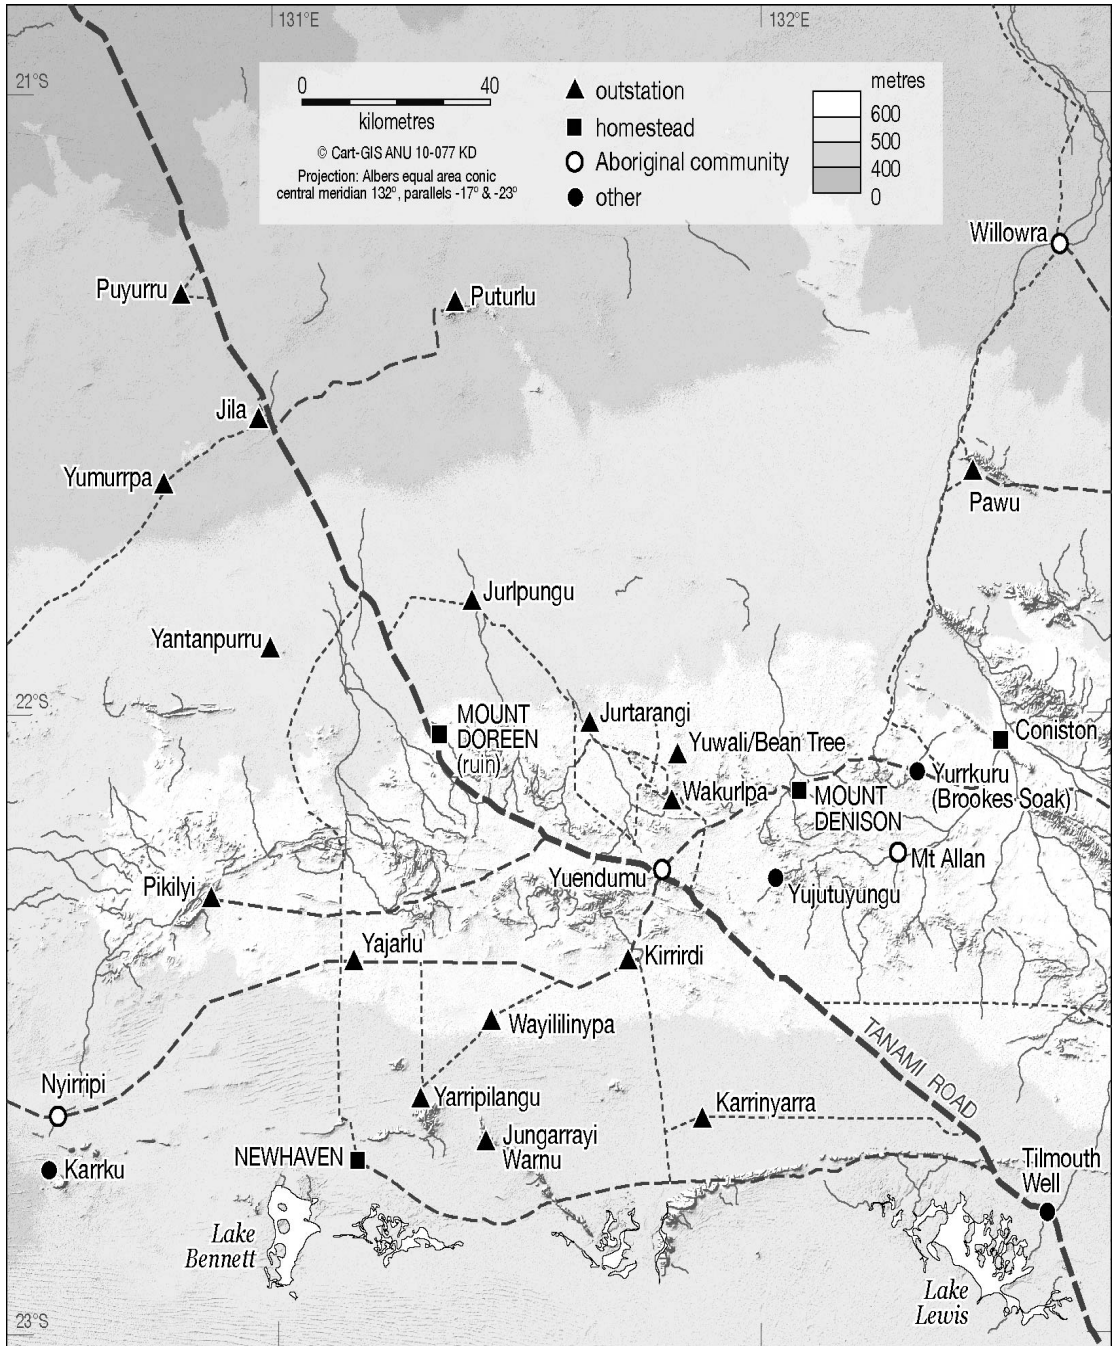 131°E
132°E
21°S
0
40
kilometres
© Cart-GIS ANU 10-077 KD
Projection: Albers equal area conic
central meridian 132°, parallels -17° & -23°
outstation
homestead
Aboriginal community
other
metres
600
500
400
0
Willowra
Puyurru
Puturlu
Jila
Yumurrpa
Pawu
Jurlpungu
Yantanpurru
22°S
MOUNT
DOREEN
(ruin)
Jurtarangi
Yuwali/Bean Tree
Coniston
Wakurlpa
MOUNT
DENISON
Yurrkuru
(Brookes Soak)
Mt Allan
Yuendumu
Yujutuyungu
Pikilyi
Yajarlu
Kirrirdi
Wayililinypa
TANAMI ROAD
Nyirripi
Yarripilangu
Karrinyarra
Jungarrayi
Warnu
Karrku
NEWHAVEN
Tilmouth
Well
Lake
Bennett
Lake
Lewis
23°S